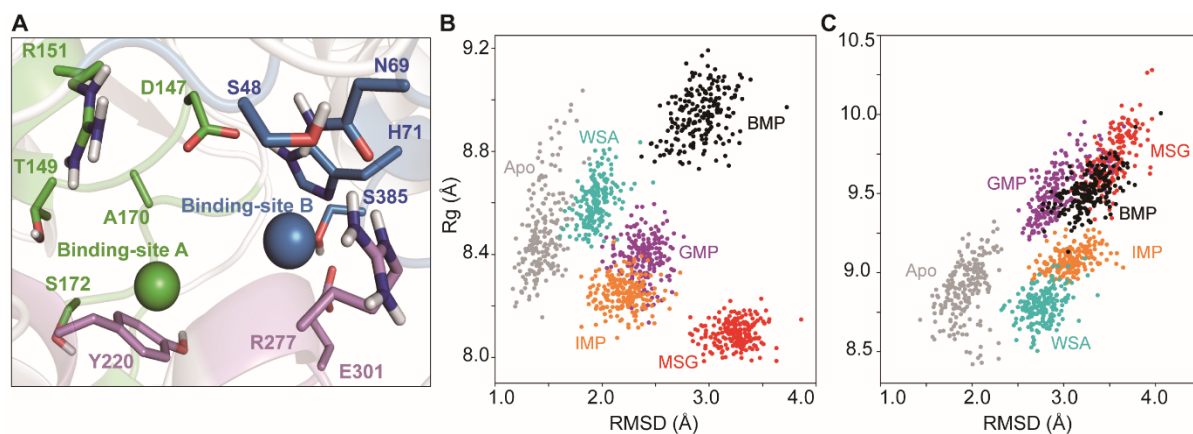 A
R151
D147
S48
N69
H71
T149
A170
Binding-site B
S385
Binding-site A
S172
Y220
R277
E301
B
9.2
8.8
8.4
8.0
Rg (Å)
Apo
WSA
BMP
GMP
IMP
MSG
1.0 2.0 3.0 4.0
RMSD (Å)
C
10.5
10.0
9.5
9.0
8.5
MSG
GMP
BMP
IMP
Apo
WSA
1.0 2.0 3.0 4.0
RMSD (Å)